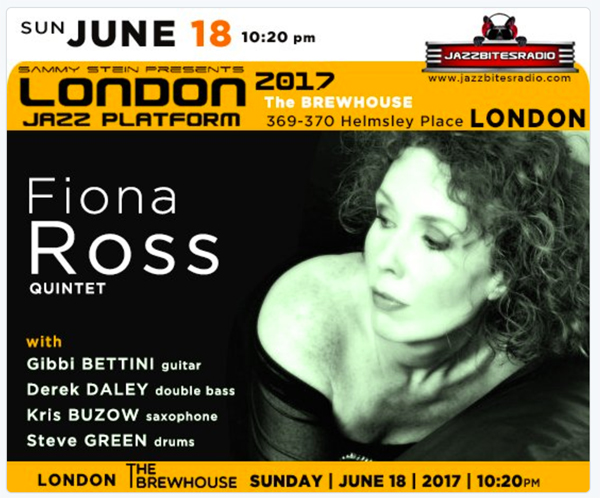 SUN JUNE 18 10:20 pm
JAZZBITESRADIO
www.jazzbitesradio.com
SAMMY STEIN PRESENTS
LONDON 2017
JAZZ PLATFORM
The BREWHOUSE
369-370 Helmsley Place LONDON
Fiona
Ross
QUINTET
with
Gibbi BETTINI guitar
Derek DALEY double bass
Kris BUZOW saxophone
Steve GREEN drums
LONDON THE BREWHOUSE SUNDAY | JUNE 18 | 2017 | 10:20PM